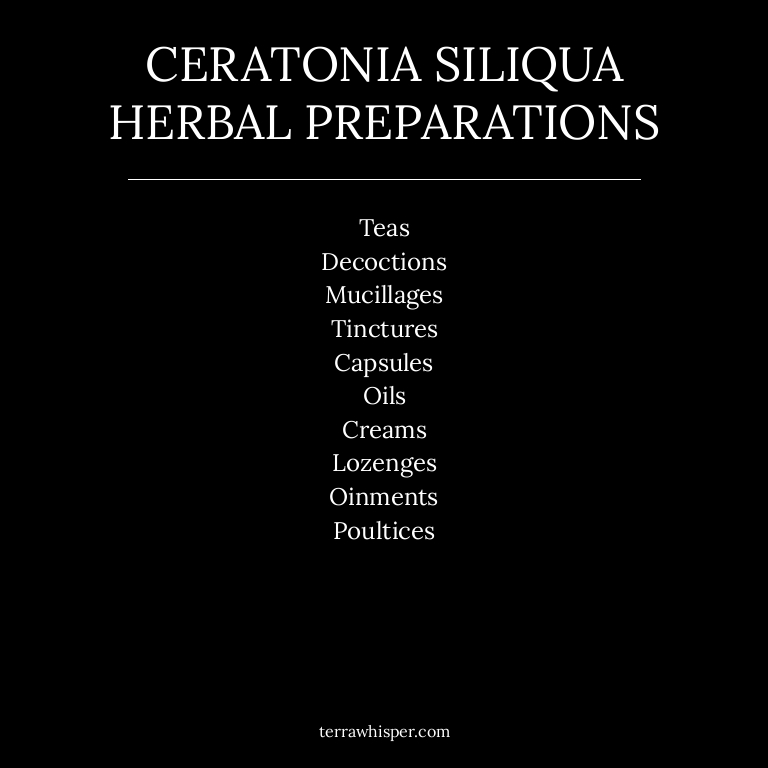 CERATONIA SILIQUA
HERBAL PREPARATIONS
Teas
Decoctions
Mucillages
Tinctures
Capsules
Oils
Creams
Lozenges
Oinments
Poultices
terrawhisper.com